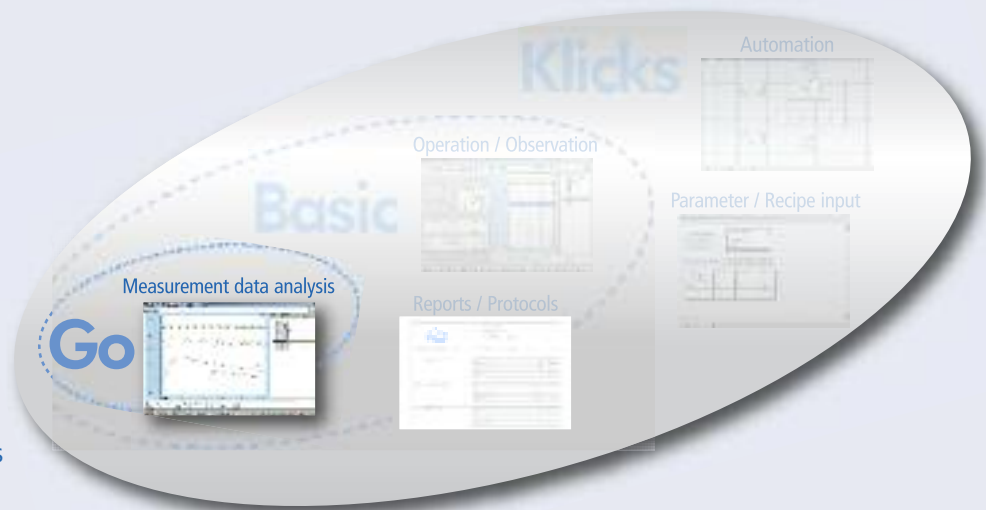 Klicks
Automation
Operation / Observation
Basic
Parameter / Recipe input
Measurement data analysis
Reports / Protocols
Go
s